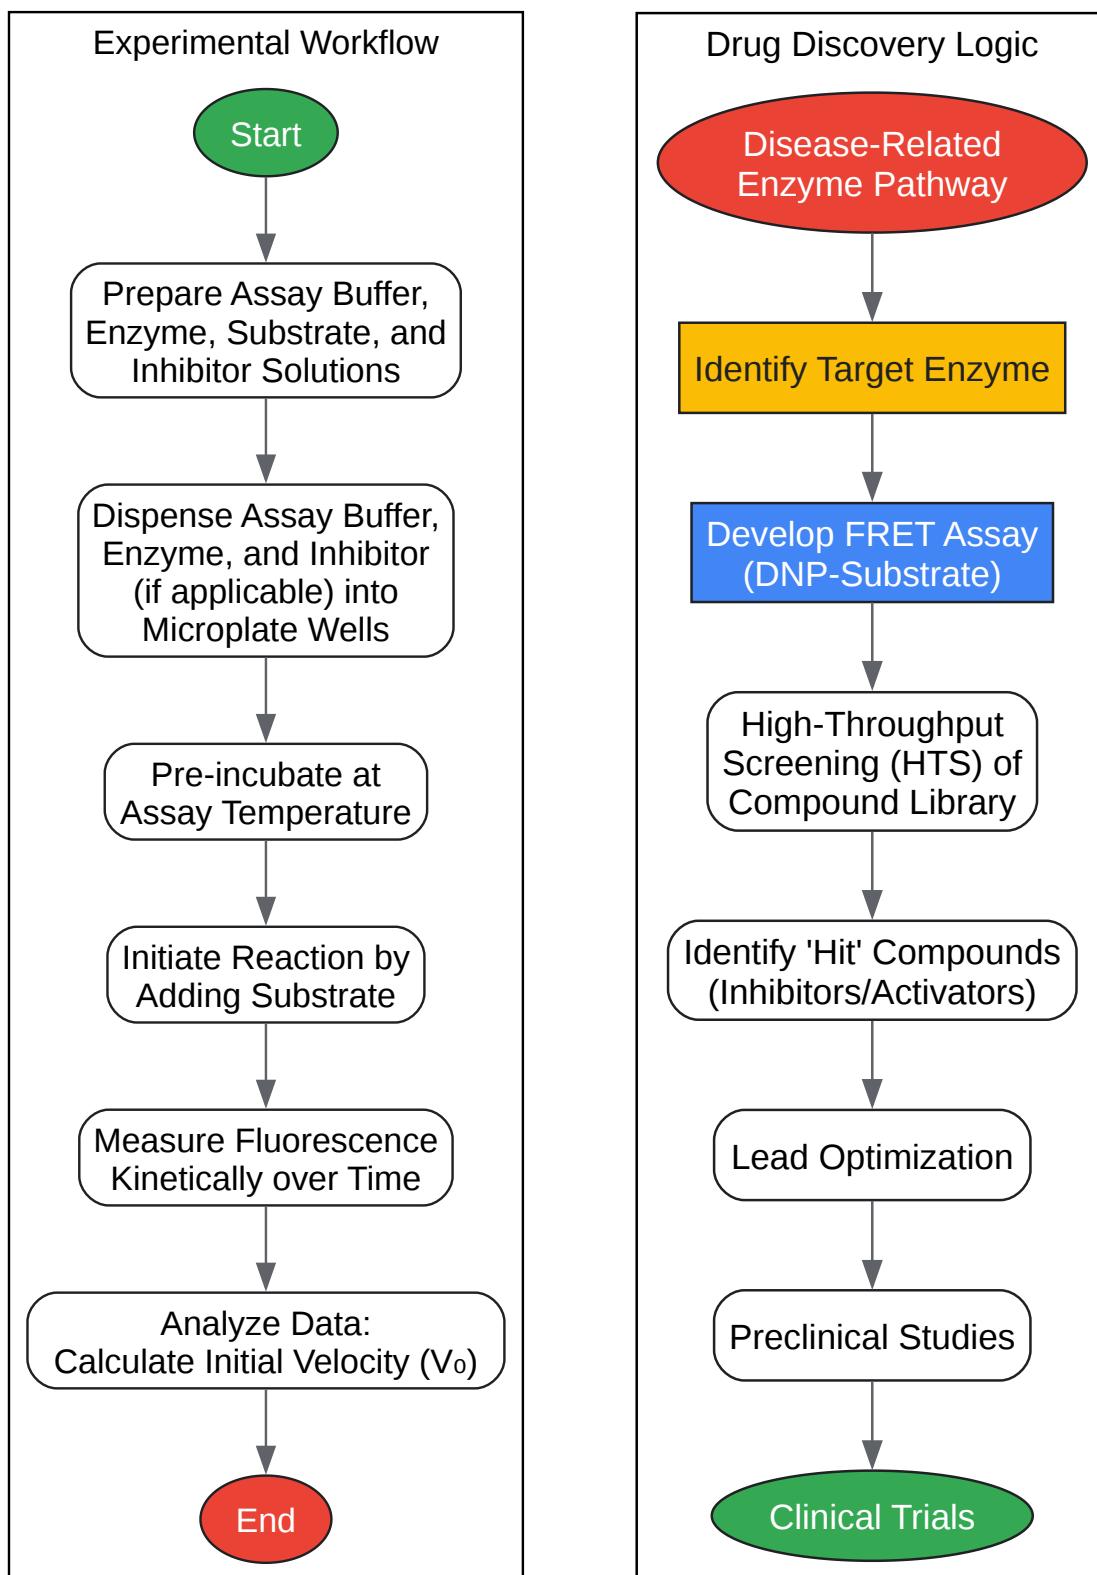 Experimental Workflow
Start
Prepare Assay Buffer,
Enzyme, Substrate, and
Inhibitor Solutions
Dispense Assay Buffer,
Enzyme, and Inhibitor
(if applicable) into
Microplate Wells
Pre-incubate at
Assay Temperature
Initiate Reaction by
Adding Substrate
Measure Fluorescence
Kinetically over Time
Analyze Data:
Calculate Initial Velocity (V₀)
End
Drug Discovery Logic
Disease-Related
Enzyme Pathway
Identify Target Enzyme
Develop FRET Assay
(DNP-Substrate)
High-Throughput
Screening (HTS) of
Compound Library
Identify 'Hit' Compounds
(Inhibitors/Activators)
Lead Optimization
Preclinical Studies
Clinical Trials